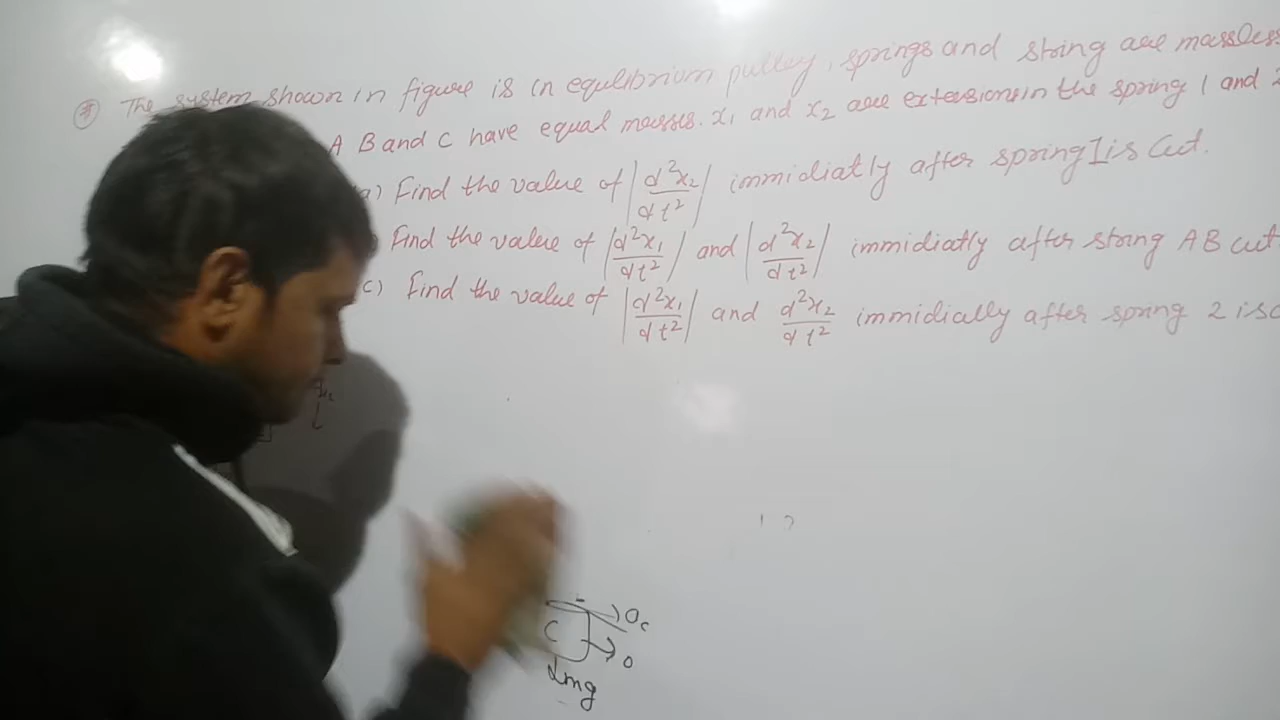 # The system shown in figure is in equlibrium pulley, springs and string are massless
A B and C have equal masses. x₁ and x₂ are extensions in the spring 1 and 2
a) Find the value of |d²x₂/dt²| immidiatly after spring 1 is Cut.
Find the value of |d²x₁/dt²| and |d²x₂/dt²| immidiatly after string AB cut
c) Find the value of |d²x₁/dt²| and d²x₂/dt² immidially after spring 2 is c
C
mg